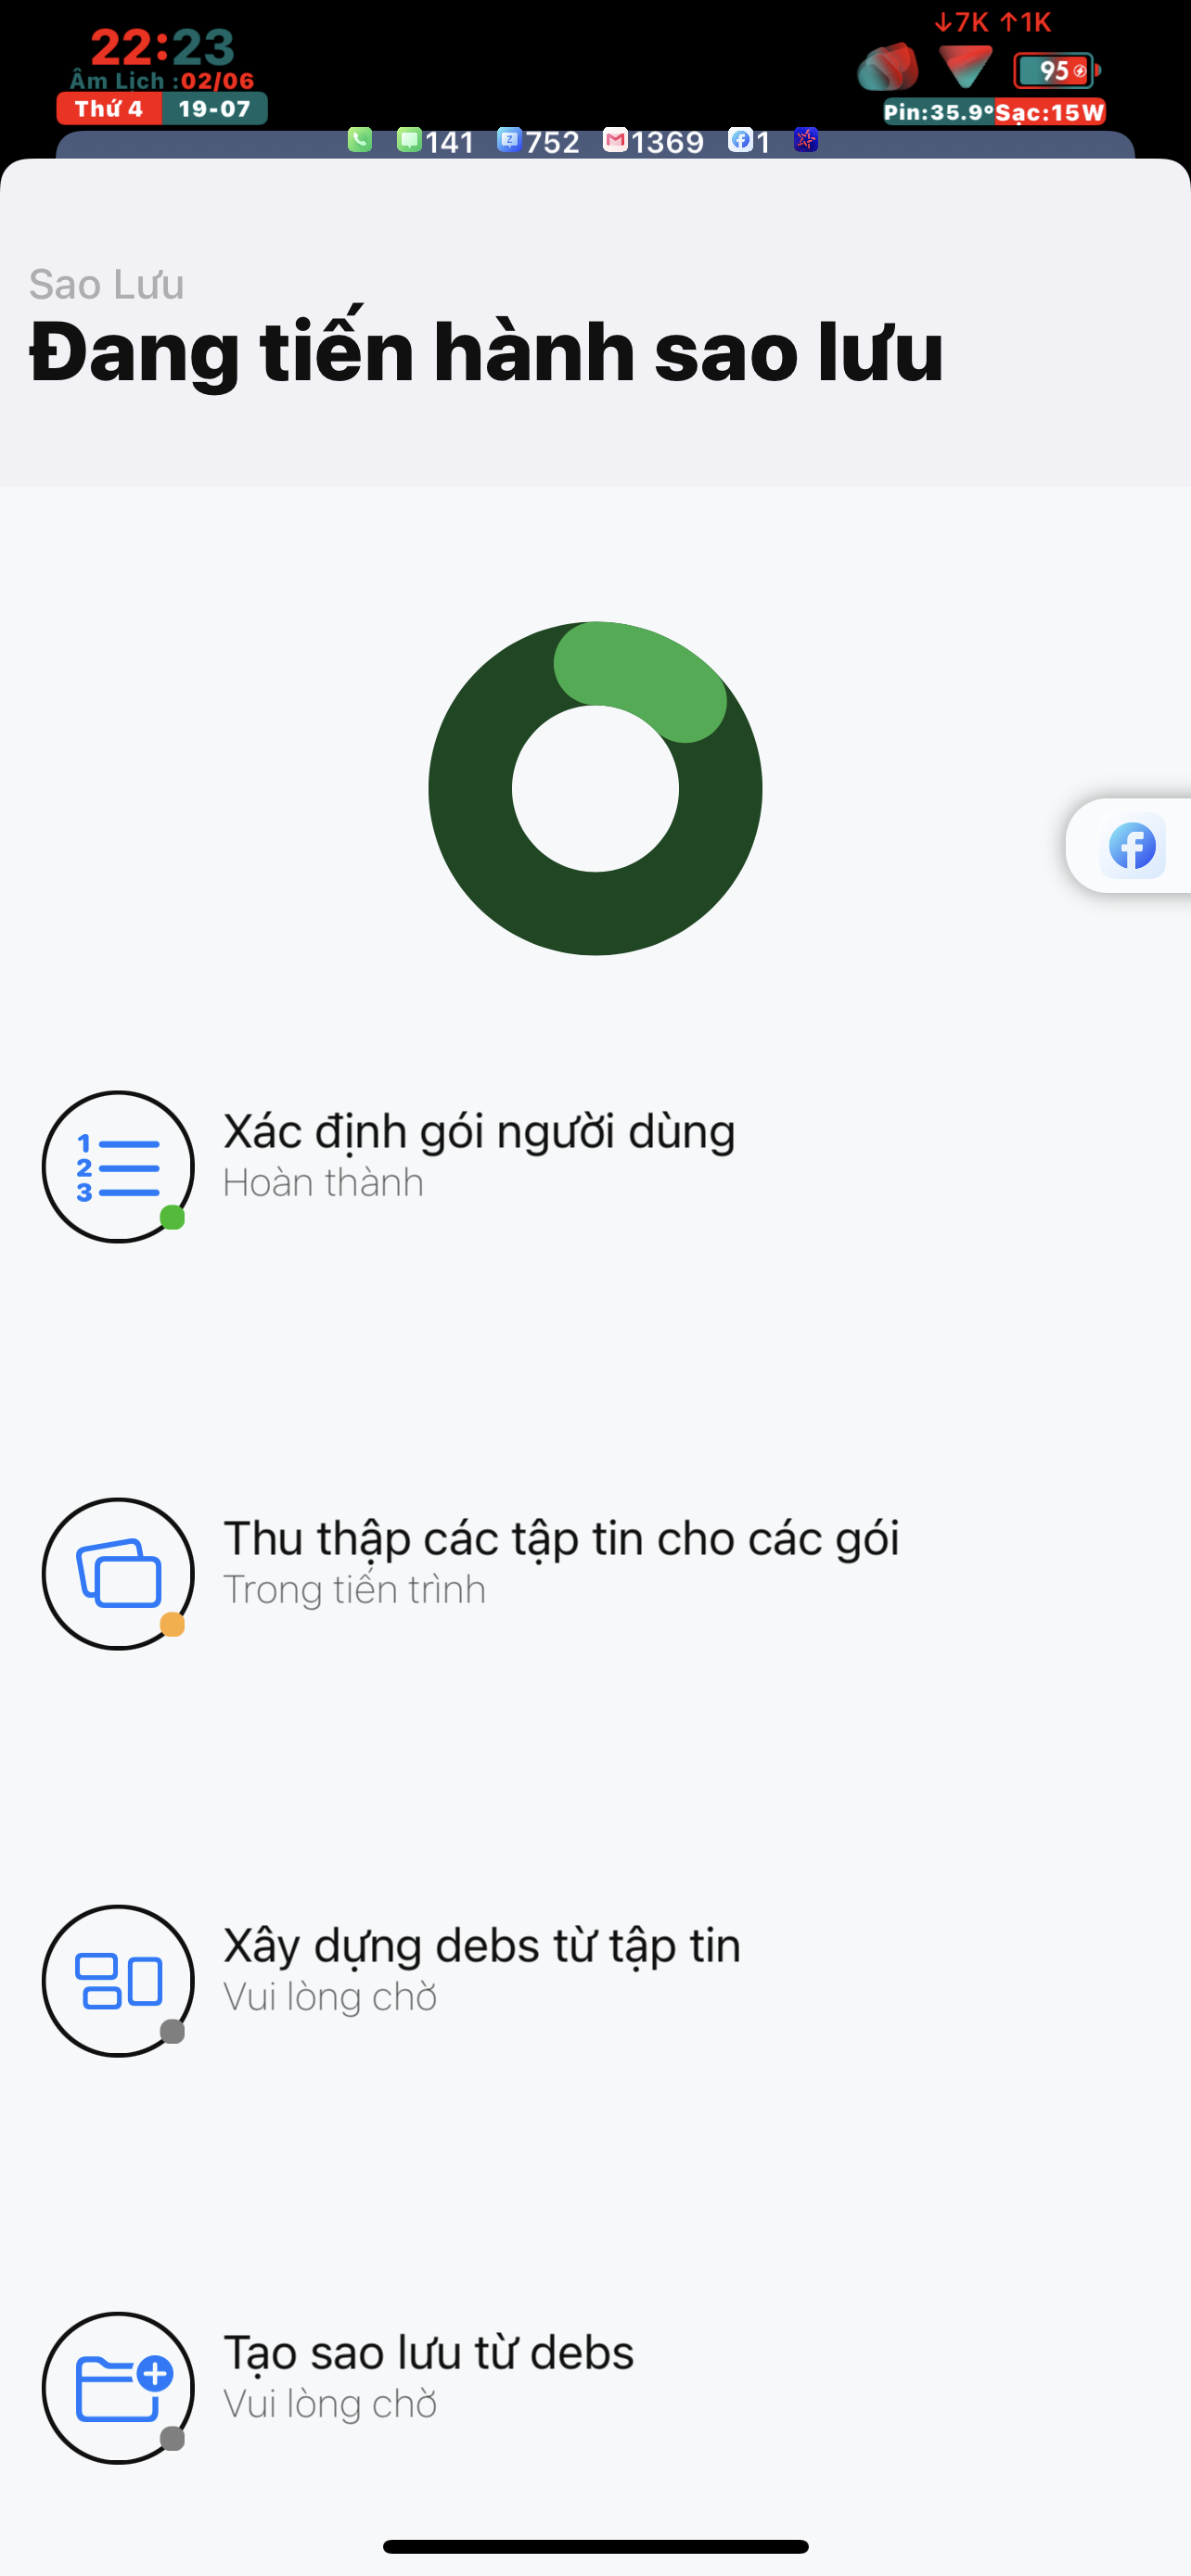 ↓7K ↑1K
22:23
Âm Lịch :02/06
Thứ 4 19-07
95
Pin:35.9° Sạc:15W
141 752 1369 1
Sao Lưu
Đang tiến hành sao lưu
Xác định gói người dùng
Hoàn thành
Thu thập các tập tin cho các gói
Trong tiến trình
Xây dựng debs từ tập tin
Vui lòng chờ
Tạo sao lưu từ debs
Vui lòng chờ